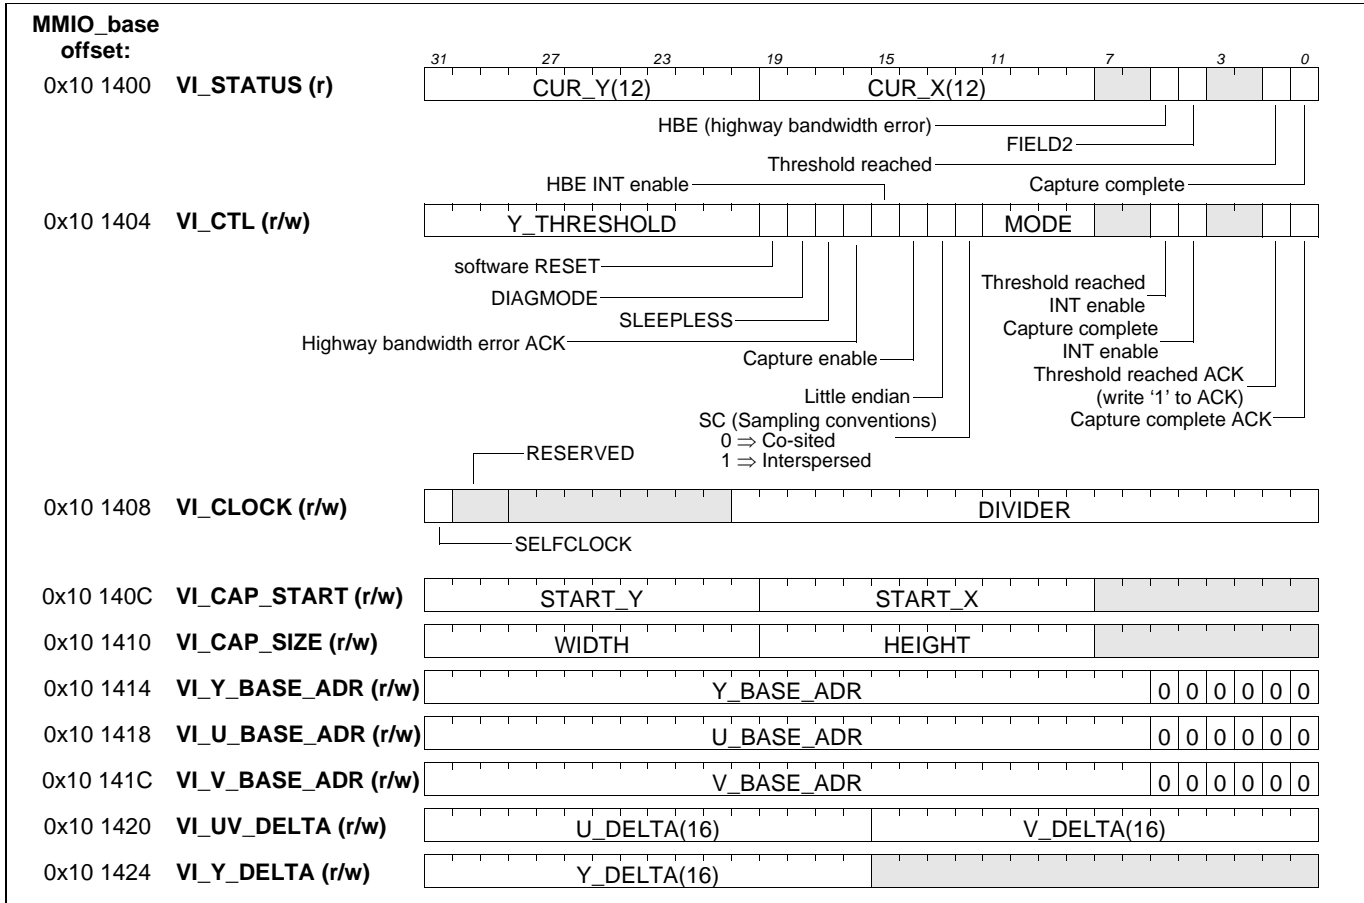 MMIO_base
offset:
31 27 23 19 15 11 7 3 0
0x10 1400 VI_STATUS (r) CUR_Y(12) CUR_X(12)
HBE (highway bandwidth error)
FIELD2
Threshold reached
HBE INT enable Capture complete
0x10 1404 VI_CTL (r/w) Y_THRESHOLD MODE
software RESET
Threshold reached
INT enable
DIAGMODE
SLEEPLESS
Capture complete
INT enable
Highway bandwidth error ACK
Capture enable
Threshold reached ACK
(write ‘1’ to ACK)
Little endian
Capture complete ACK
SC (Sampling conventions)
0 ⇒ Co-sited
1 ⇒ Interspersed
RESERVED
0x10 1408 VI_CLOCK (r/w) DIVIDER
SELFCLOCK
0x10 140C VI_CAP_START (r/w) START_Y START_X
0x10 1410 VI_CAP_SIZE (r/w) WIDTH HEIGHT
0x10 1414 VI_Y_BASE_ADR (r/w) Y_BASE_ADR 0 0 0 0 0 0
0x10 1418 VI_U_BASE_ADR (r/w) U_BASE_ADR 0 0 0 0 0 0
0x10 141C VI_V_BASE_ADR (r/w) V_BASE_ADR 0 0 0 0 0 0
0x10 1420 VI_UV_DELTA (r/w) U_DELTA(16) V_DELTA(16)
0x10 1424 VI_Y_DELTA (r/w) Y_DELTA(16)